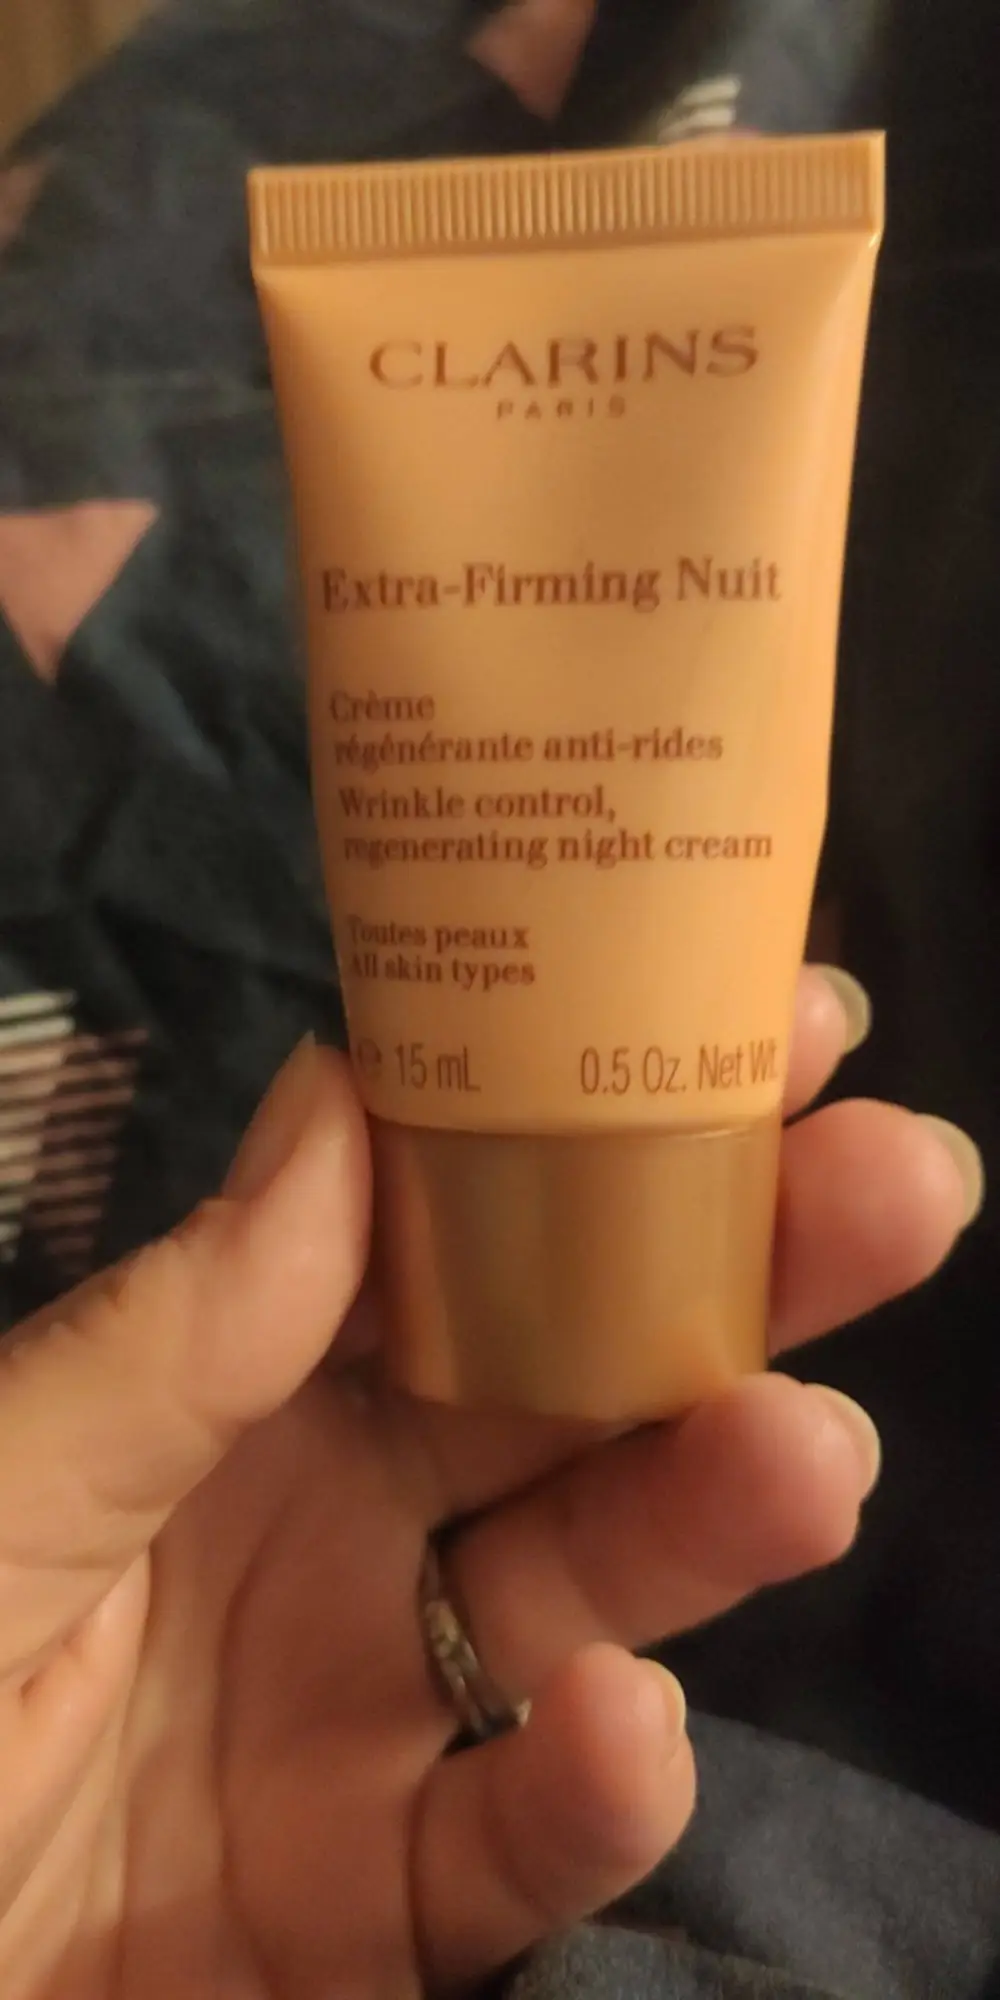 CLARINS
PARIS
Extra-Firming Nuit
Crème
régénérante anti-rides
Wrinkle control,
regenerating night cream
Toutes peaux
All skin types
℮ 15 mL 0.5 Oz. Net Wt.